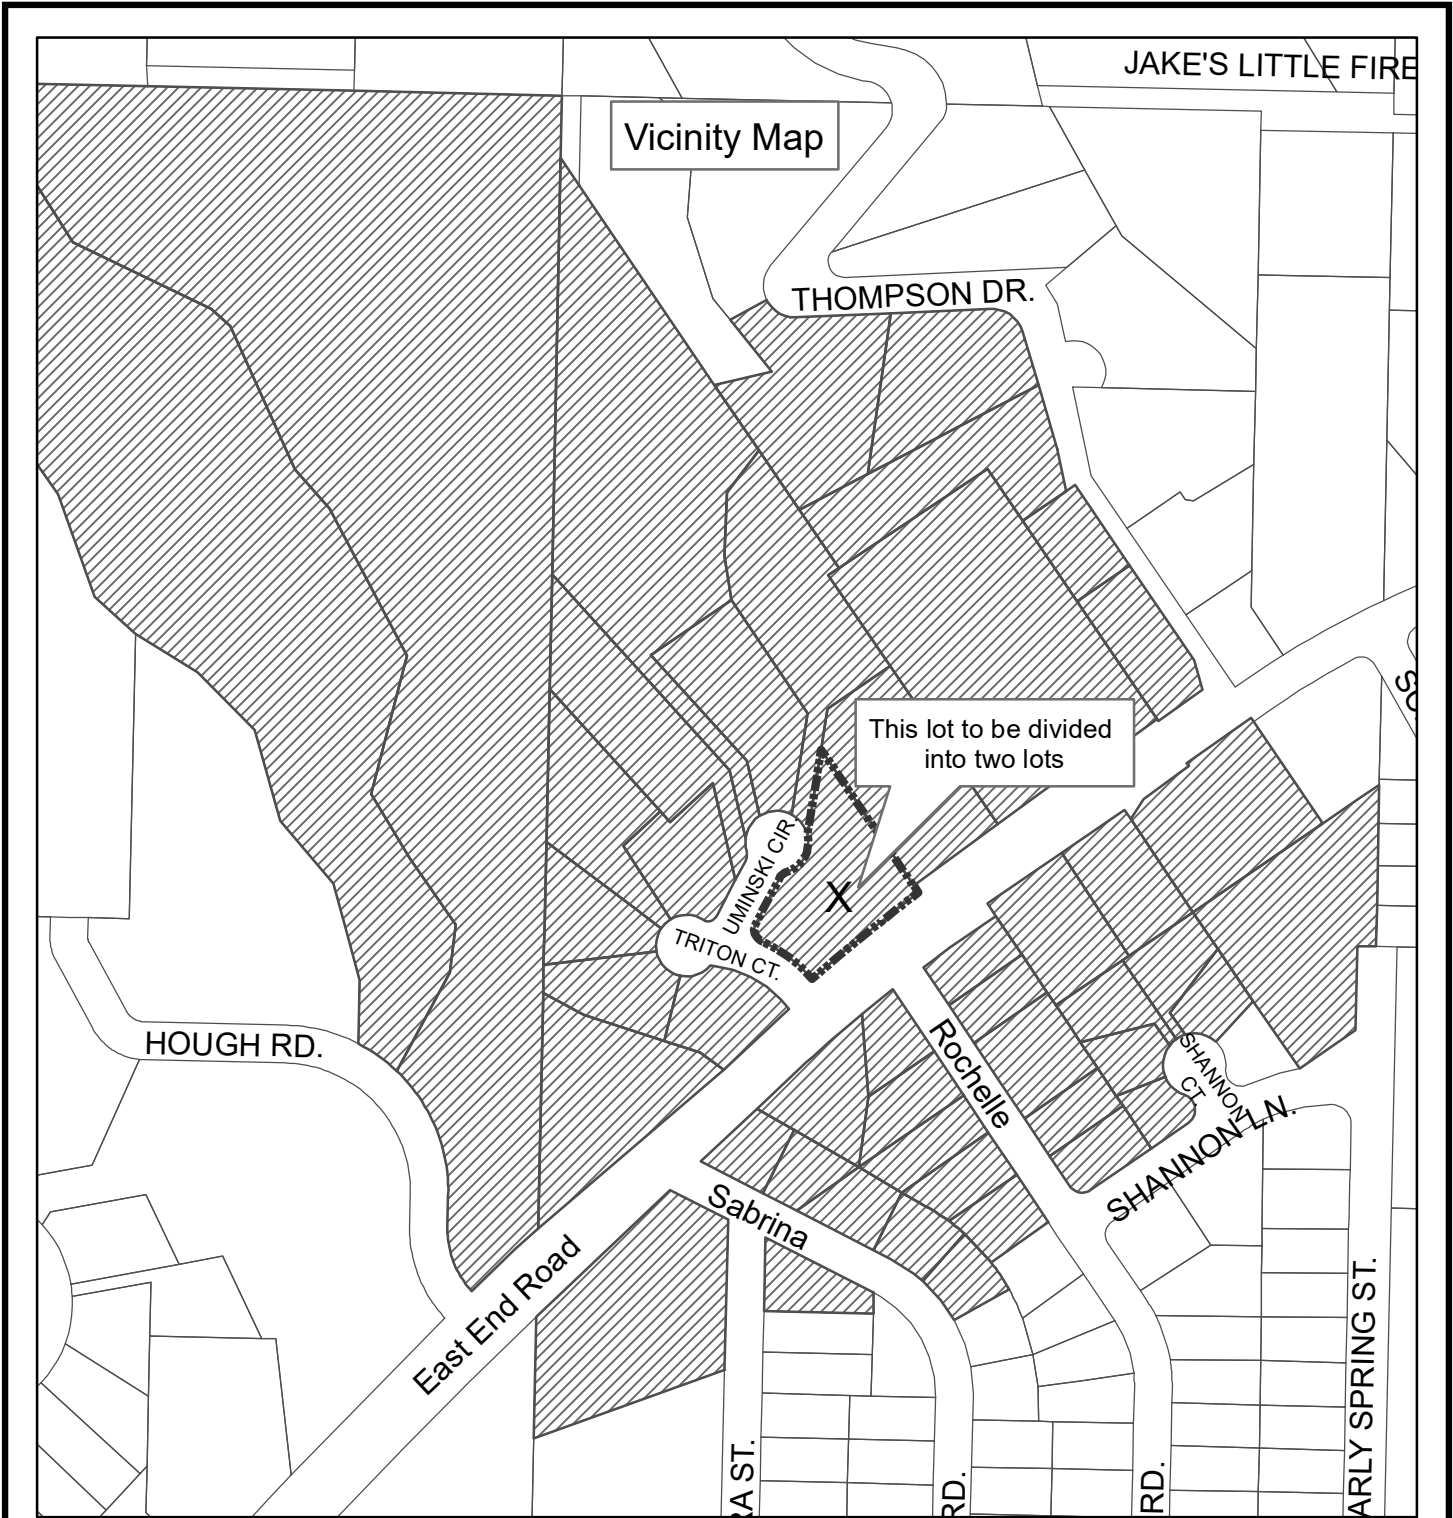 JAKE'S LITTLE FIRE
Vicinity Map
THOMPSON DR.
SO
This lot to be divided
into two lots
UMINSKI CIR.
X
TRITON CT.
HOUGH RD.
Rochelle
SHANNON
CT.
SHANNON LN.
Sabrina
East End Road
ARLY SPRING ST.
RA ST.
RD.
RD.